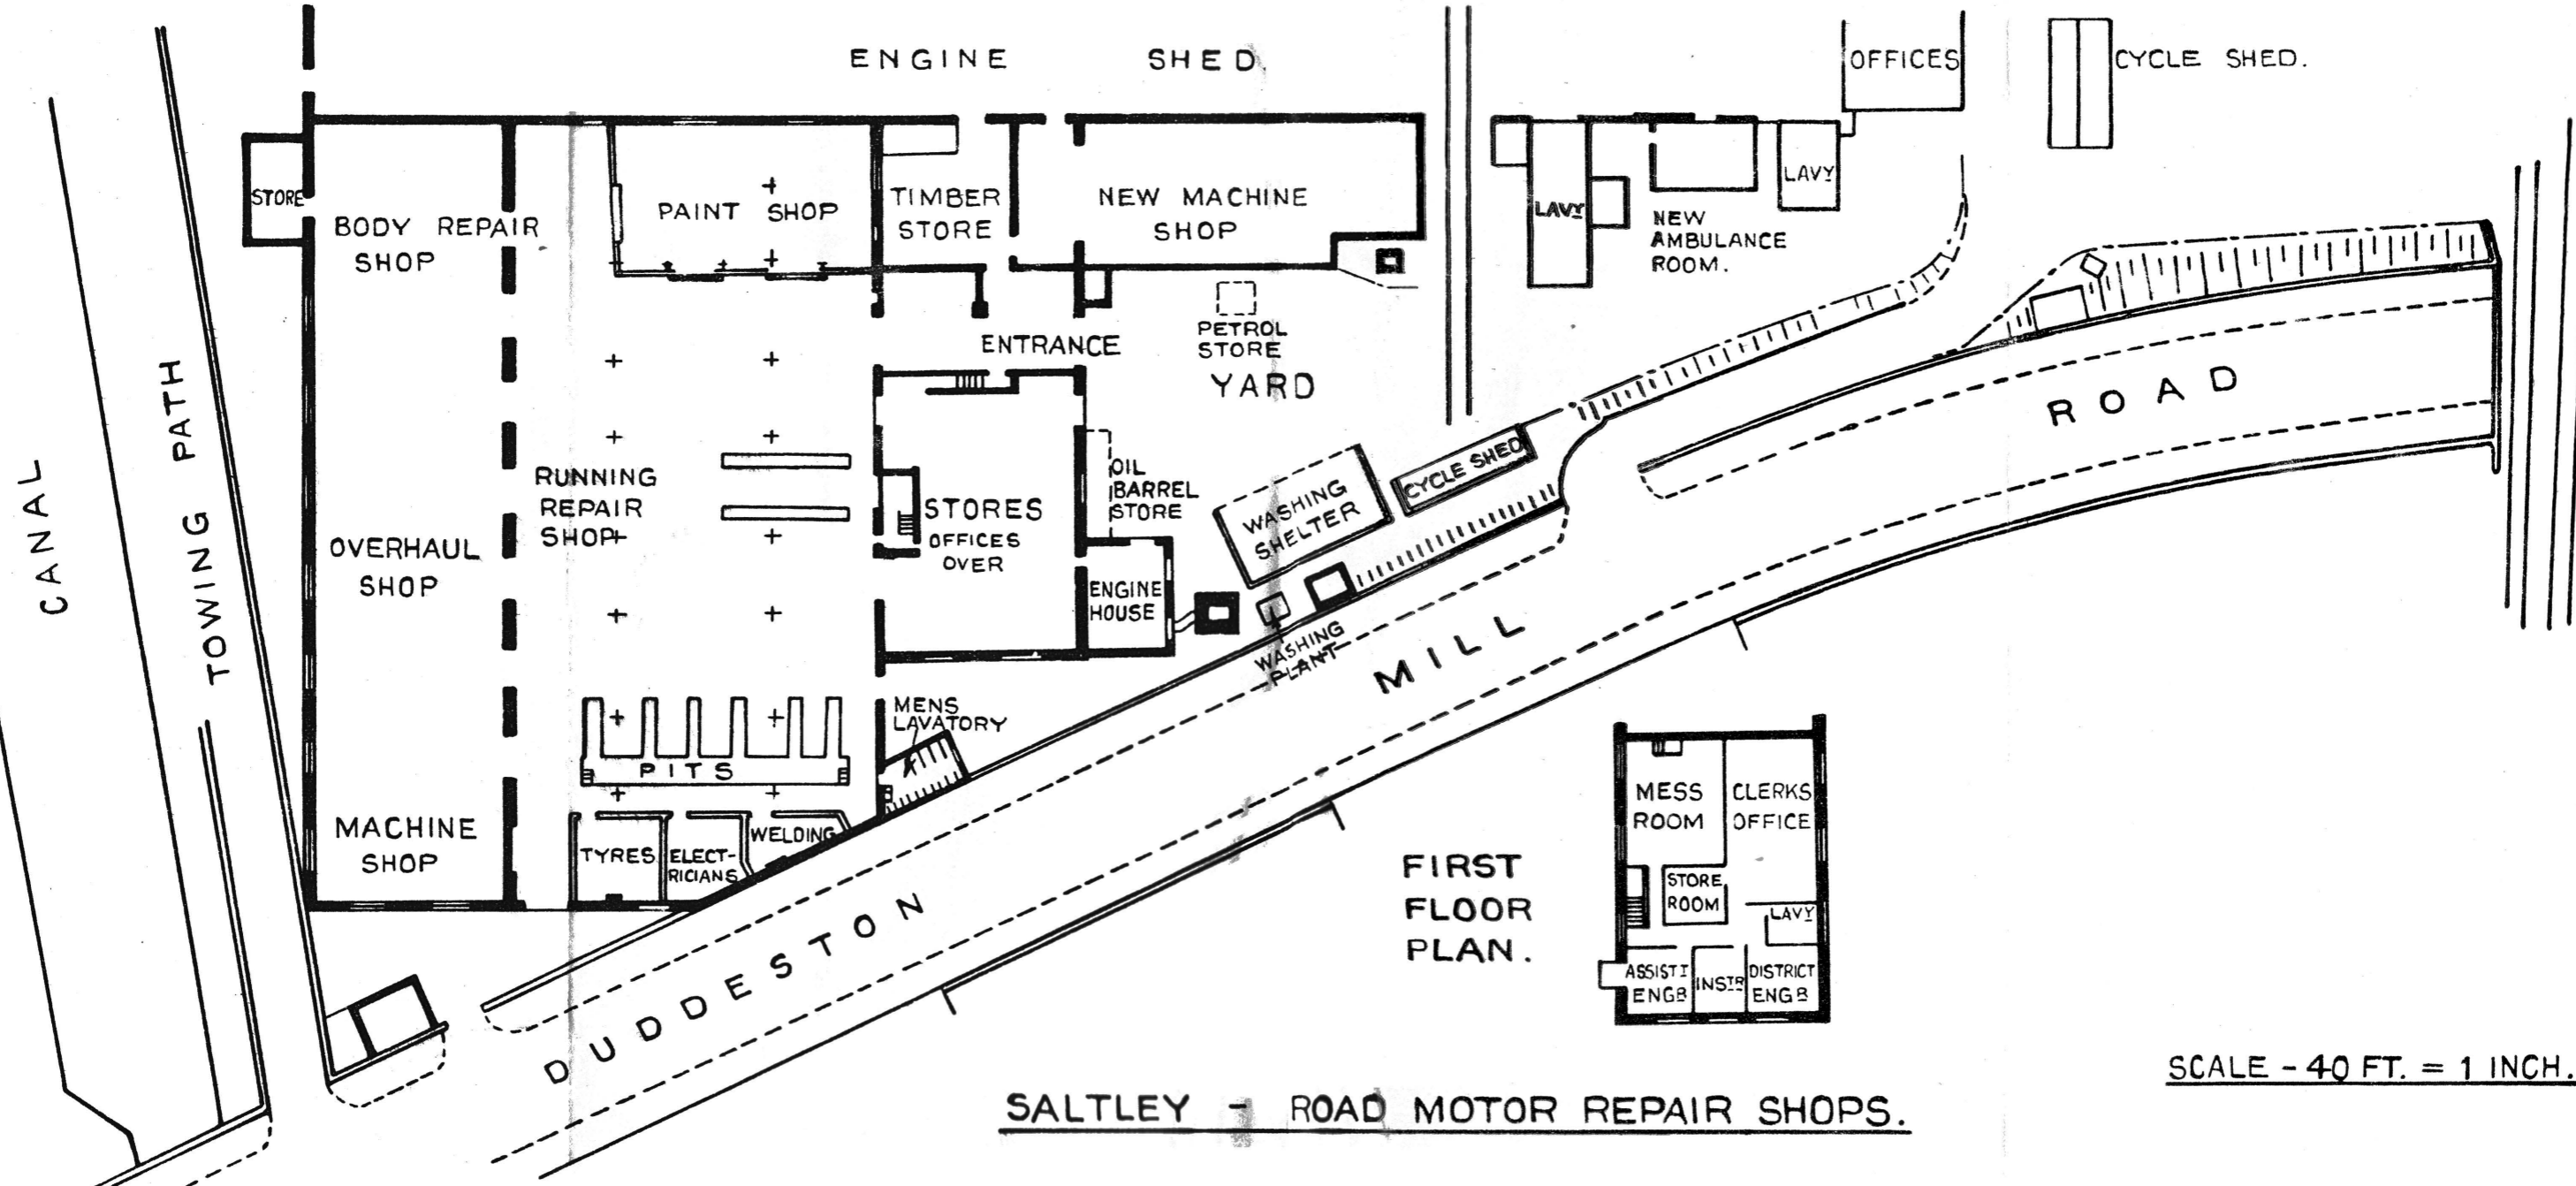 ENGINE SHED.
OFFICES
CYCLE SHED.
STORE
BODY REPAIR
SHOP
PAINT SHOP
TIMBER
STORE
NEW MACHINE
SHOP
LAVY
LAVY
NEW
AMBULANCE
ROOM.
ENTRANCE
PETROL
STORE
YARD
CANAL
TOWING PATH
RUNNING
REPAIR
SHOP
OVERHAUL
SHOP
STORES
OFFICES
OVER
OIL
BARREL
STORE
ENGINE
HOUSE
WASHING
SHELTER
CYCLE SHED
WASHING
PLANT
MENS
LAVATORY
PITS
MACHINE
SHOP
TYRES
ELECT-
RICIANS
WELDING
DUDDESTON MILL ROAD
FIRST
FLOOR
PLAN.
MESS
ROOM
CLERKS
OFFICE
STORE
ROOM
LAVY
ASSIST T
ENGR
INSTR
DISTRICT
ENGR
SCALE - 40 FT. = 1 INCH.
SALTLEY - ROAD MOTOR REPAIR SHOPS.